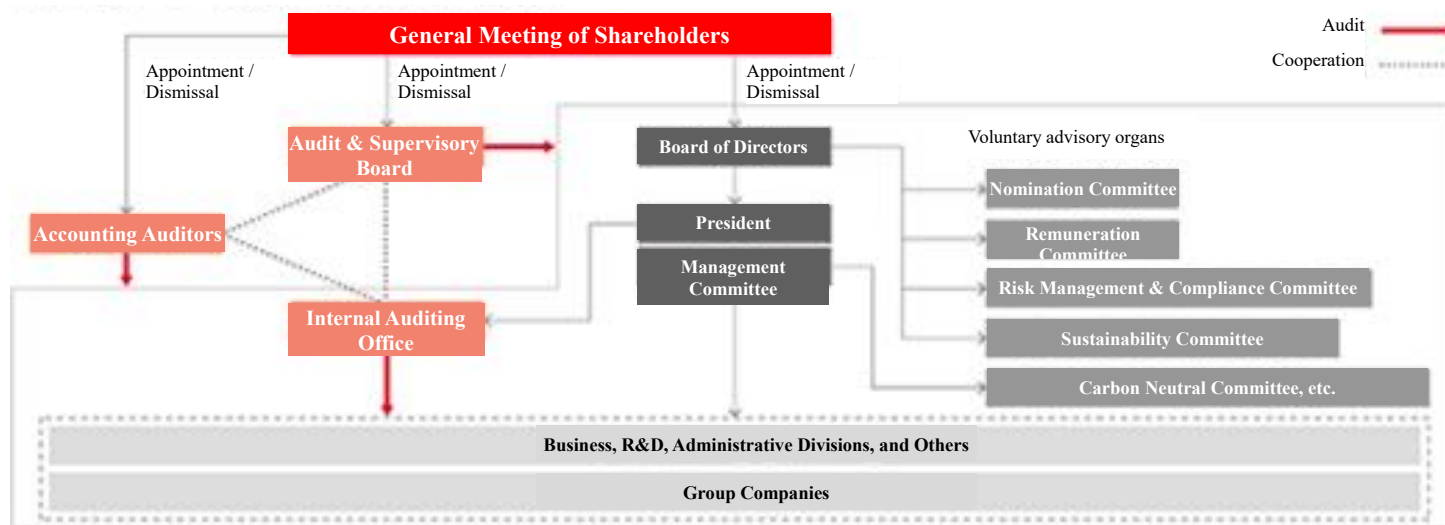 General Meeting of Shareholders
Audit
Cooperation
Appointment /
Dismissal
Appointment /
Dismissal
Appointment /
Dismissal
Audit & Supervisory
Board
Board of Directors
Voluntary advisory organs
Nomination Committee
Accounting Auditors
President
Remuneration
Committee
Management
Committee
Risk Management & Compliance Committee
Internal Auditing
Office
Sustainability Committee
Carbon Neutral Committee, etc.
Business, R&D, Administrative Divisions, and Others
Group Companies